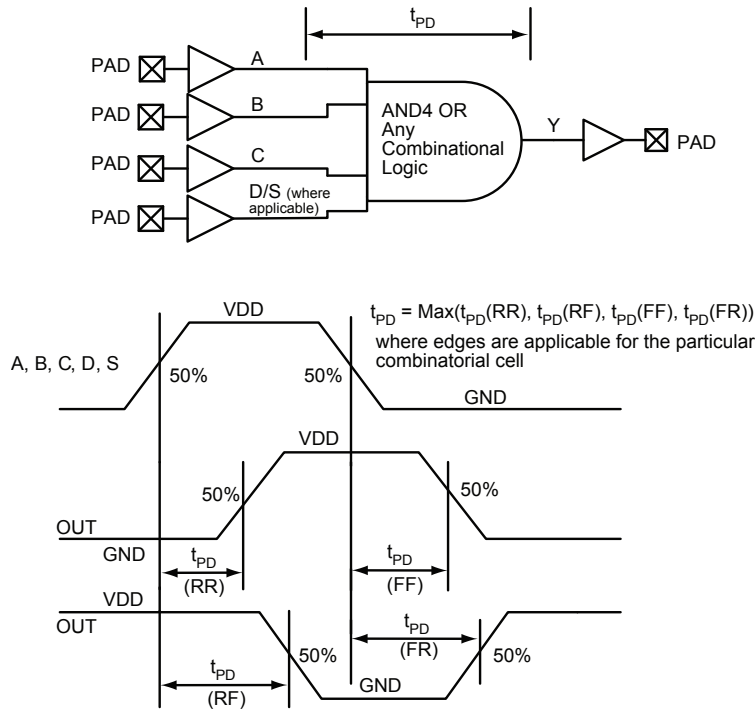 tPD
PAD
A
PAD
B
PAD
C
PAD
D/S (where
applicable)
AND4 OR
Any
Combinational
Logic
Y
PAD
tPD = Max(tPD(RR), tPD(RF), tPD(FF), tPD(FR))
where edges are applicable for the particular
combinatorial cell
VDD
A, B, C, D, S
50%
50%
GND
VDD
50%
50%
OUT
GND
tPD
(RR)
tPD
(FF)
VDD
OUT
tPD
(FR)
50%
50%
tPD
(RF)
GND